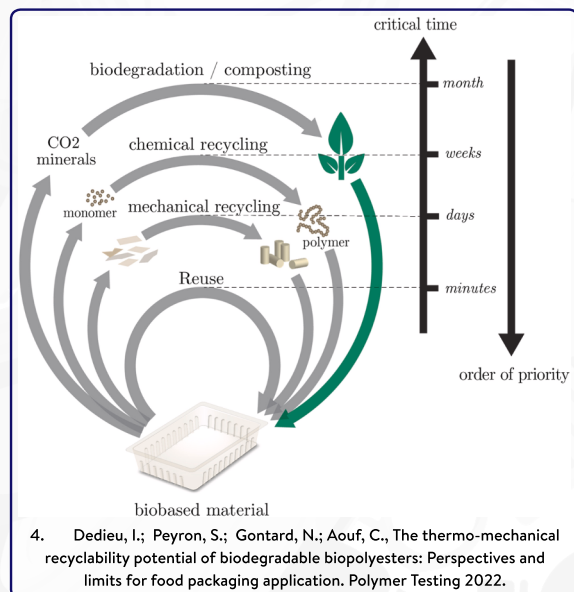 critical time
biodegradation / composting
month
CO2
minerals
chemical recycling
weeks
monomer
mechanical recycling
days
polymer
Reuse
minutes
order of priority
biobased material
4. Dedieu, I.; Peyron, S.; Gontard, N.; Aouf, C., The thermo-mechanical
recyclability potential of biodegradable biopolyesters: Perspectives and
limits for food packaging application. Polymer Testing 2022.